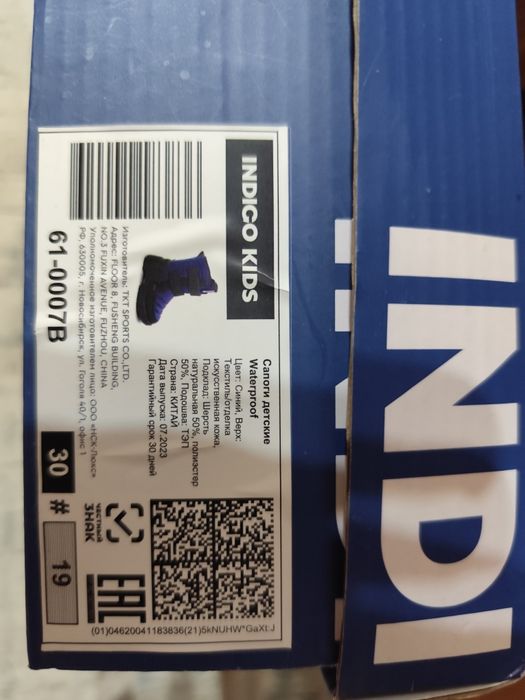 INDI
INDIGO KIDS
Сапоги детские
Waterproof
Цвет: Синий, Верх:
Текстиль/отделка
искусственная кожа,
Подклад: Шерсть
натуральная 50%, полиэстер
50%, Подошва: ТЭП
Страна: КИТАЙ
Дата выпуска: 07.2023
Гарантийный срок 30 дней
Изготовитель: TKT SPORTS CO.,LTD.
Адрес: FLOOR 8, FUSHENG BUILDING,
NO.3 FUXIN AVENUE, FUZHOU, CHINA
Уполномоченное изготовителем лицо: ООО «НСК-Люкс»
РФ, 630005, г. Новосибирск, ул. Гоголя 40/1, офис 1
61-0007B
30 # 19
ЧЕСТНЫЙ
ЗНАК
EAC
(01)04620041183836(21)5kNUHW"GaXt:J